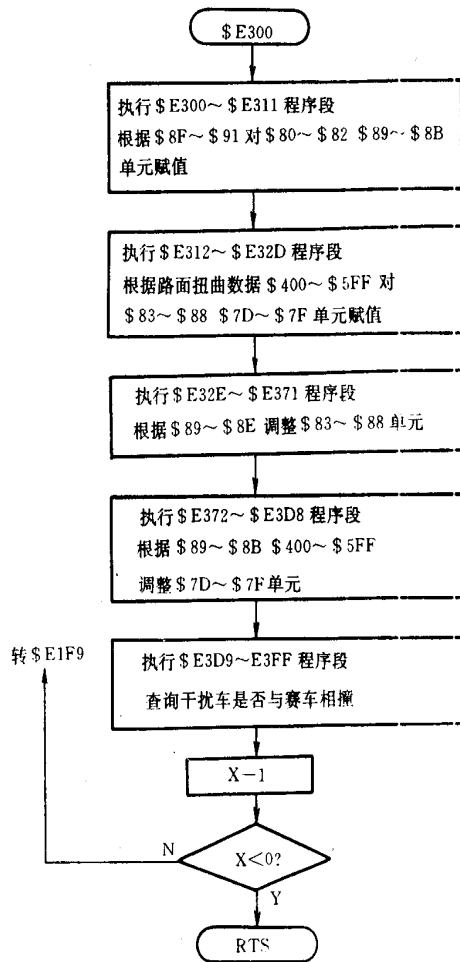 $E300
执行$E300～$E311程序段
根据$8F～$91对$80～$82 $89～$8B
单元赋值
执行$E312～$E32D程序段
根据路面扭曲数据$400～$5FF对
$83～$88 $7D～$7F单元赋值
执行$E32E～$E371程序段
根据$89～$8E调整$83～$88单元
执行$E372～$E3D8程序段
根据$89～$8B $400～$5FF
调整$7D～$7F单元
转$E1F9
执行$E3D9～E3FF程序段
查询干扰车是否与赛车相撞
X－1
N
X<0?
Y
RTS